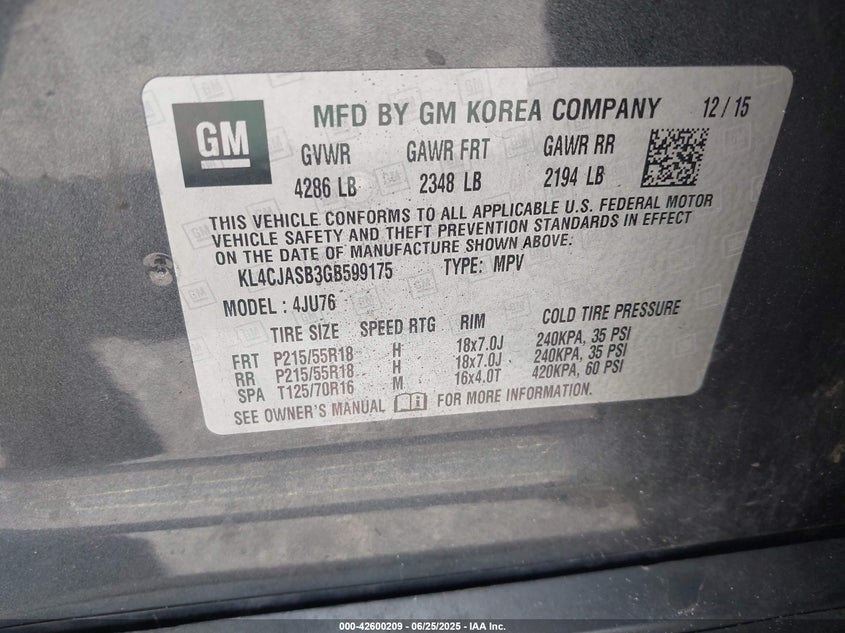 GM
MFD BY GM KOREA COMPANY 12 / 15
GVWR GAWR FRT GAWR RR
4286 LB 2348 LB 2194 LB
THIS VEHICLE CONFORMS TO ALL APPLICABLE U.S. FEDERAL MOTOR
VEHICLE SAFETY AND THEFT PREVENTION STANDARDS IN EFFECT
ON THE DATE OF MANUFACTURE SHOWN ABOVE.
KL4CJASB3GB599175 TYPE: MPV
MODEL : 4JU76
TIRE SIZE SPEED RTG RIM COLD TIRE PRESSURE
FRT P215/55R18 H 18x7.0J 240KPA, 35 PSI
RR P215/55R18 H 18x7.0J 240KPA, 35 PSI
SPA T125/70R16 M 16x4.0T 420KPA, 60 PSI
SEE OWNER'S MANUAL FOR MORE INFORMATION.
000-42600209 - 06/25/2025 - IAA Inc.